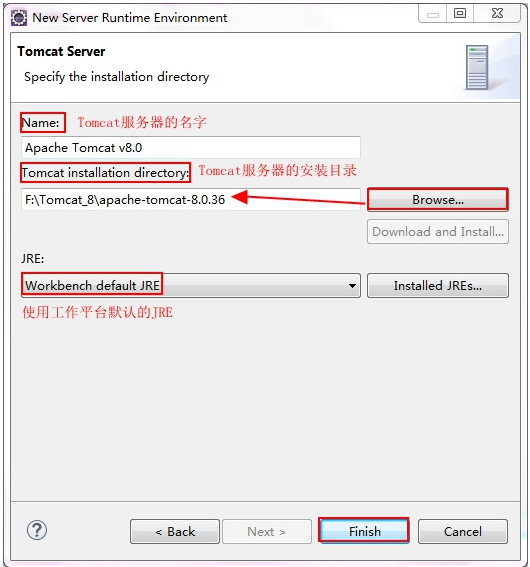 New Server Runtime Environment
Tomcat Server
Specify the installation directory
Name: Tomcat服务器的名字
Apache Tomcat v8.0
Tomcat installation directory: Tomcat服务器的安装目录
F:\Tomcat_8\apache-tomcat-8.0.36 Browse...
Download and Install...
JRE:
Workbench default JRE Installed JREs...
使用工作平台默认的JRE
? < Back Next > Finish Cancel